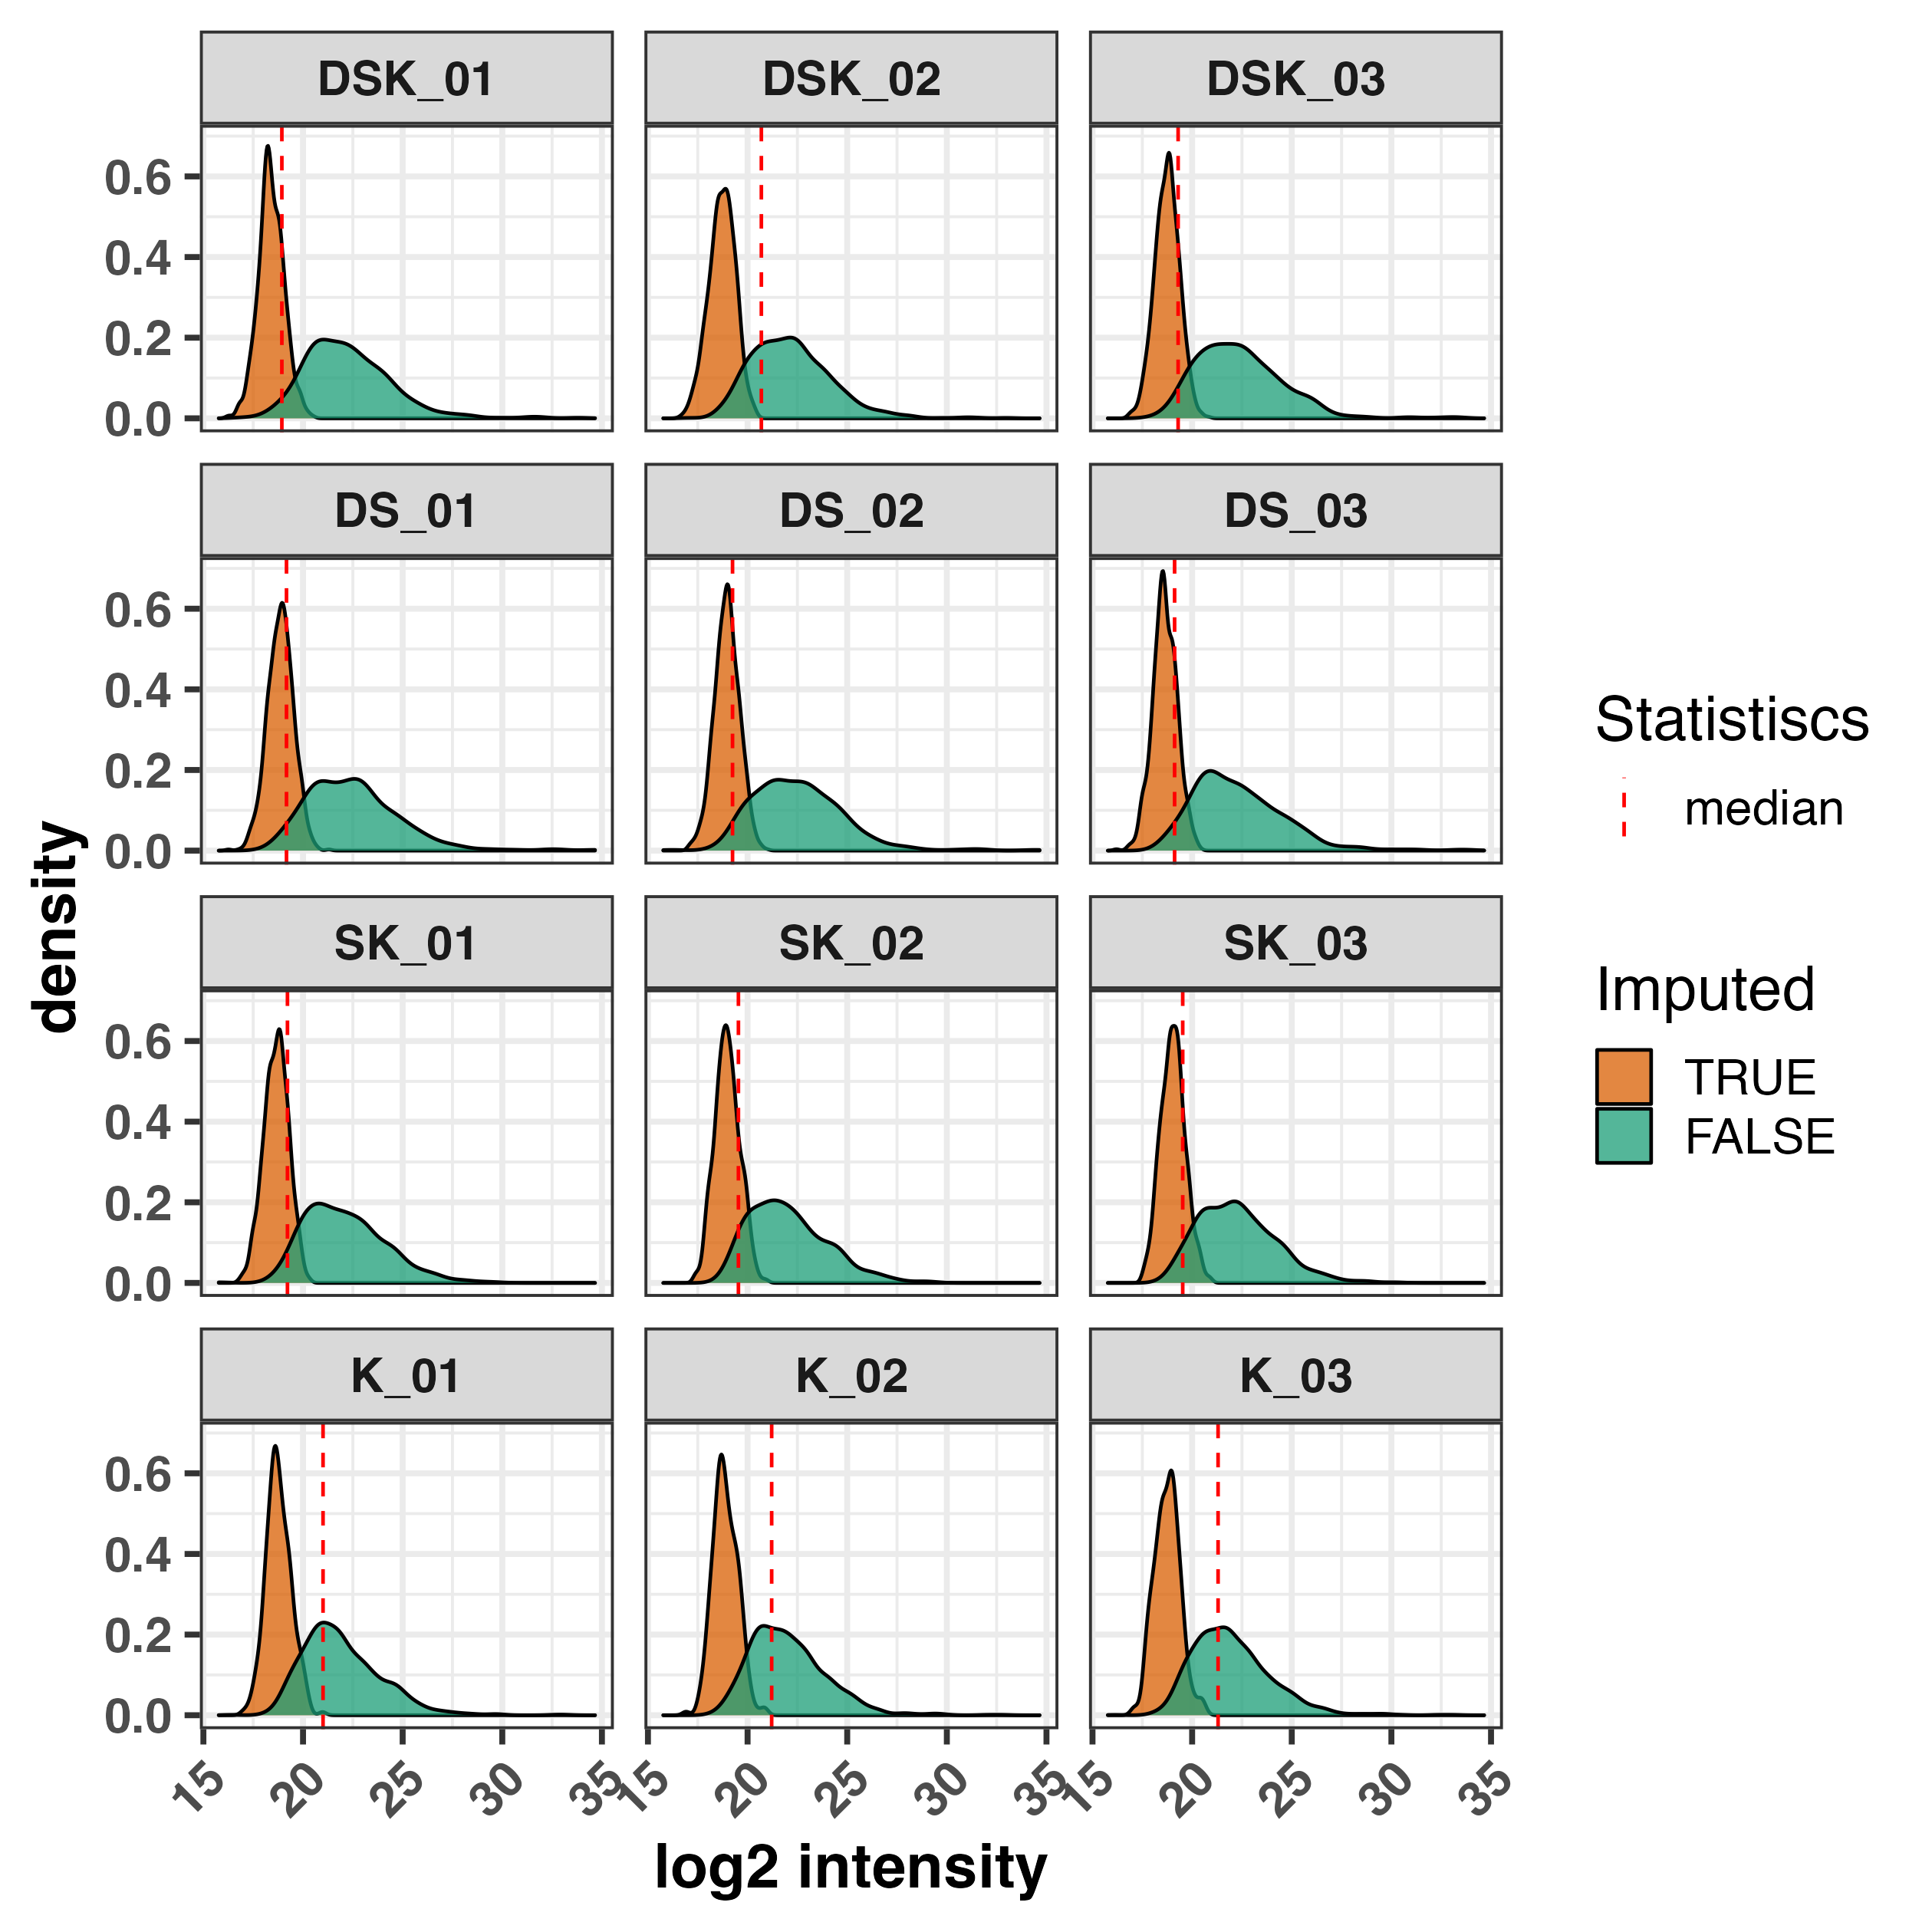 DSK_01 DSK_02 DSK_03
0.6
0.4
0.2
0.0
DS_01 DS_02 DS_03
0.6
0.4
0.2
0.0
SK_01 SK_02 SK_03
0.6
0.4
0.2
0.0
K_01 K_02 K_03
0.6
0.4
0.2
0.0
15 20 25 30 35 15 20 25 30 35 15 20 25 30 35
log2 intensity
density
Statistiscs
median
Imputed
TRUE
FALSE